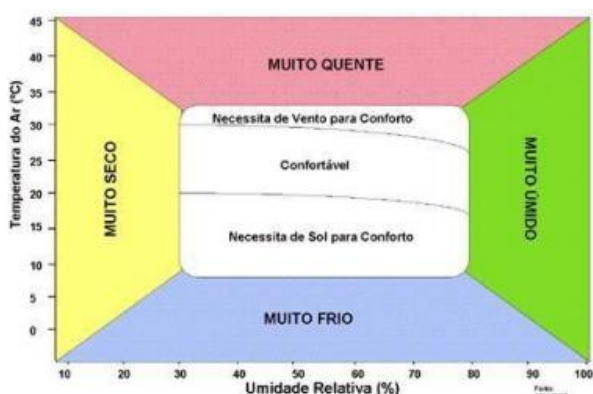 45
MUITO QUENTE
40
35
Necessita de Vento para Conforto
30
Temperatura do Ar (°C)
MUITO SECO
25
Confortável
MUITO ÚMIDO
20
15
Necessita de Sol para Conforto
10
5
MUITO FRIO
0
10 20 30 40 50 60 70 80 90 100
Umidade Relativa (%)
Fonte: